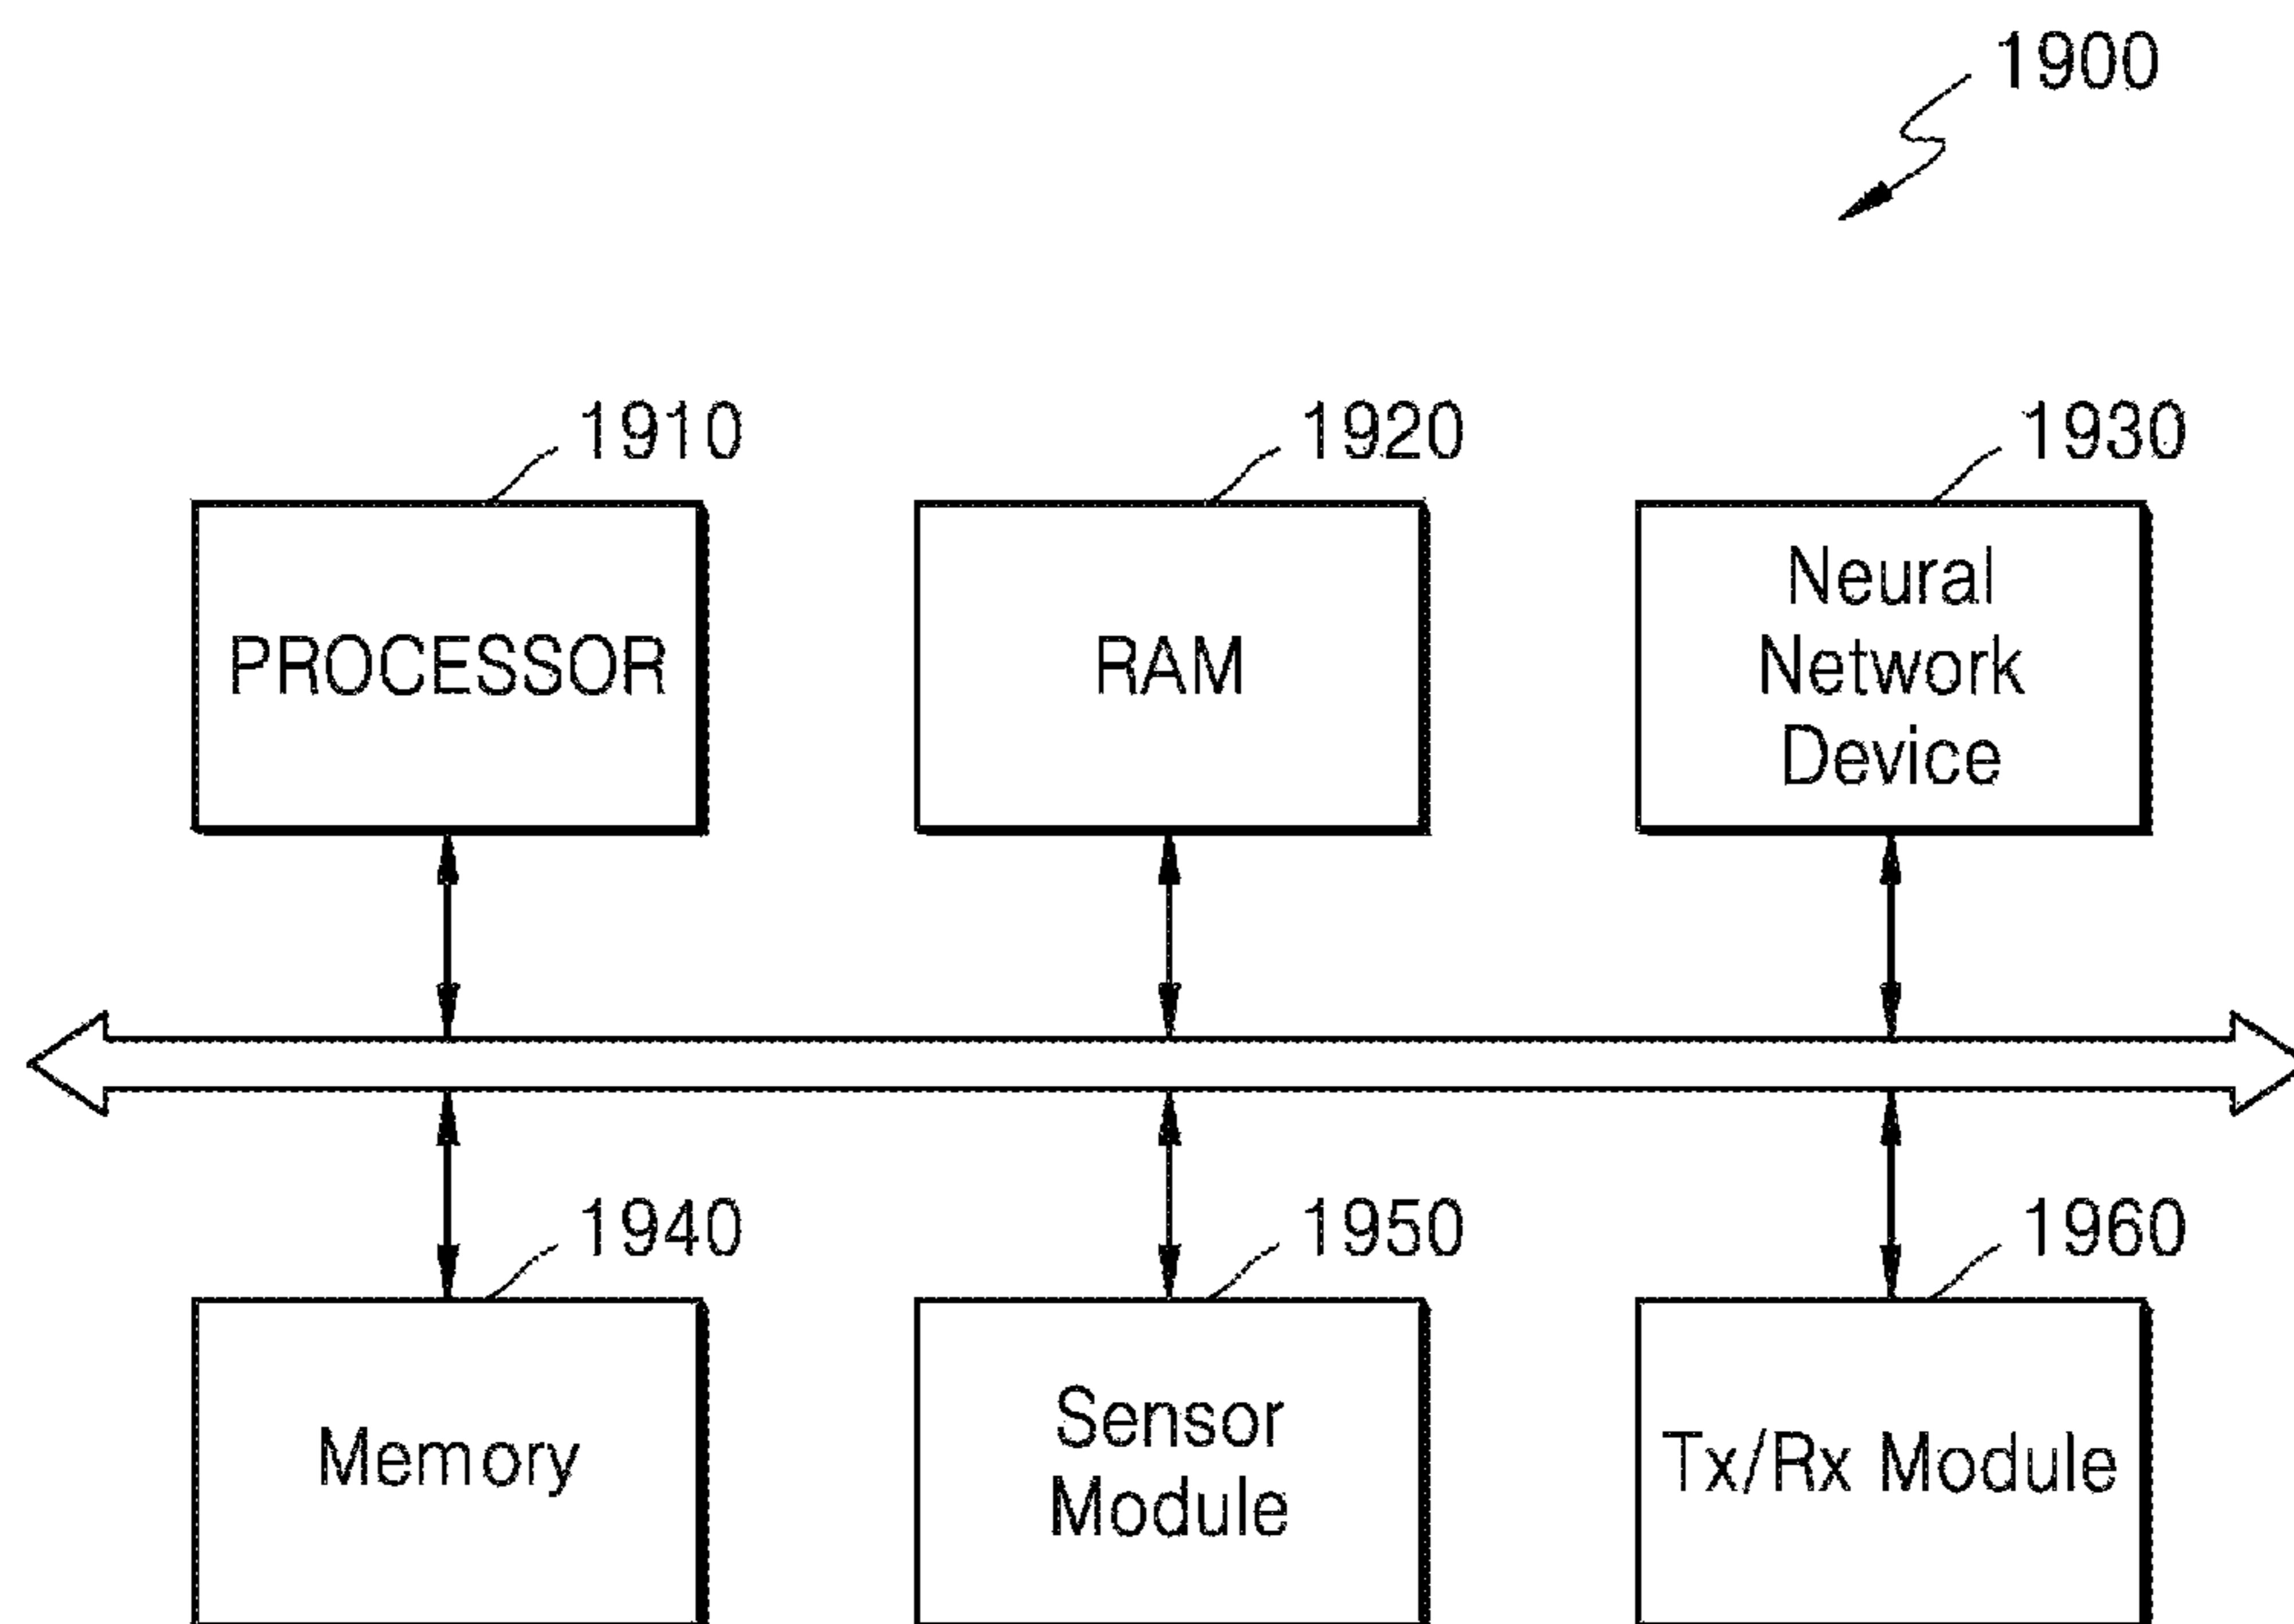 1900
1910
1920
1930
PROCESSOR
RAM
Neural
Network
Device
1940
1950
1960
Memory
Sensor
Module
Tx/Rx Module